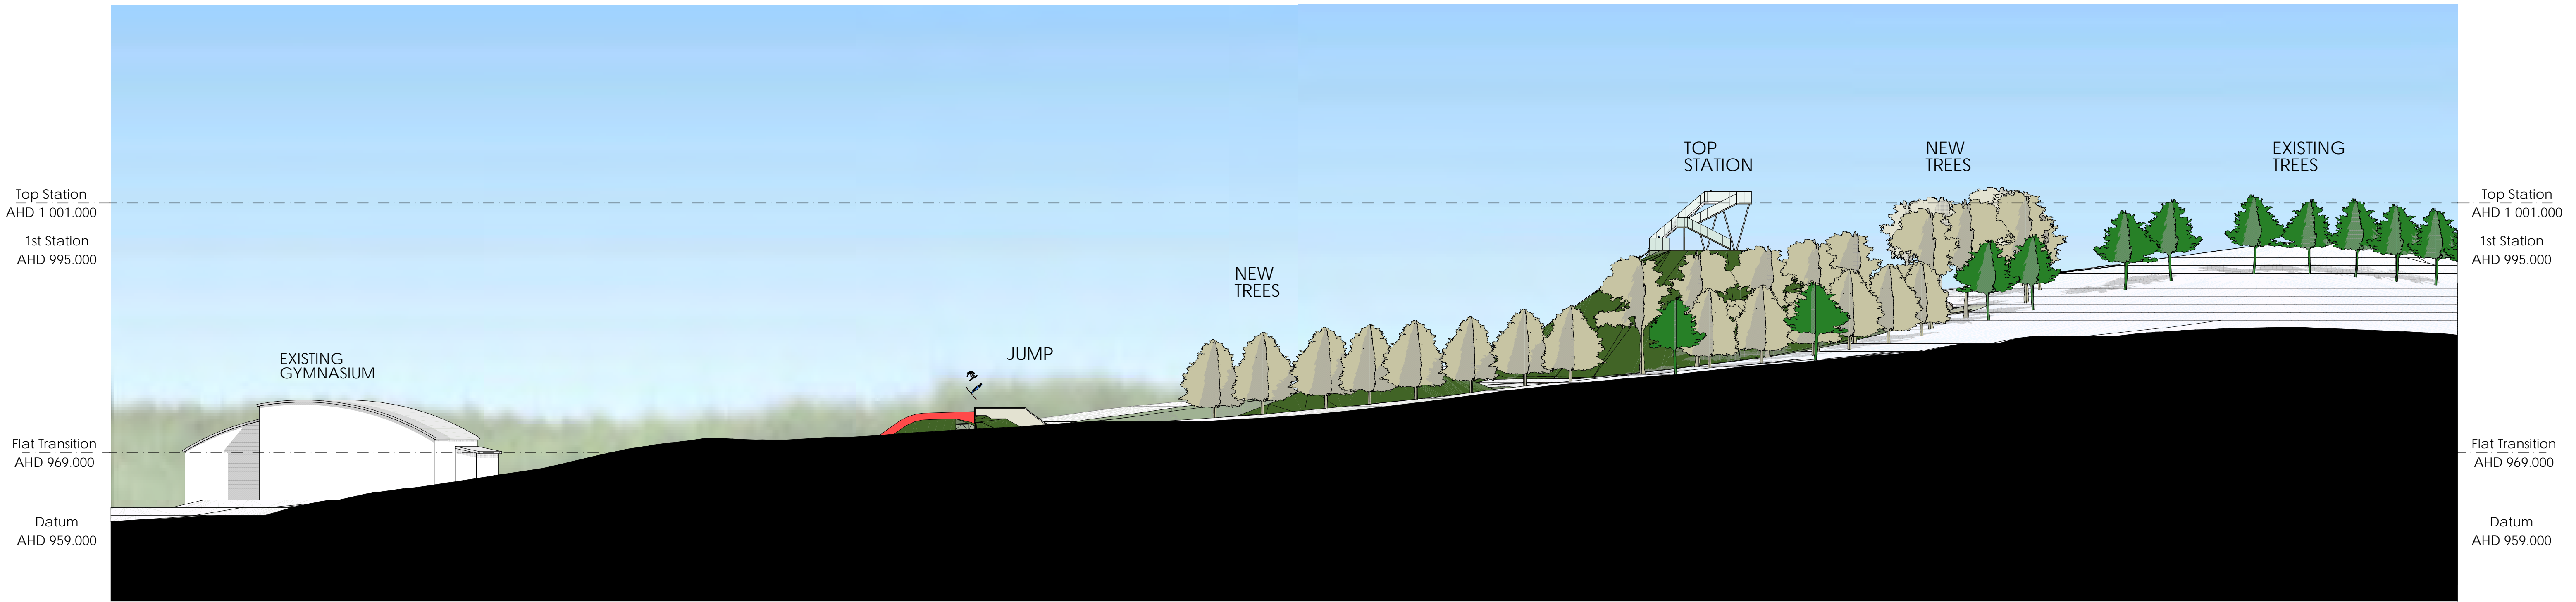 TOP
STATION
NEW
TREES
EXISTING
TREES
Top Station
AHD 1 001.000
Top Station
AHD 1 001.000
1st Station
AHD 995.000
1st Station
AHD 995.000
NEW
TREES
JUMP
EXISTING
GYMNASIUM
Flat Transition
AHD 969.000
Flat Transition
AHD 969.000
Datum
AHD 959.000
Datum
AHD 959.000